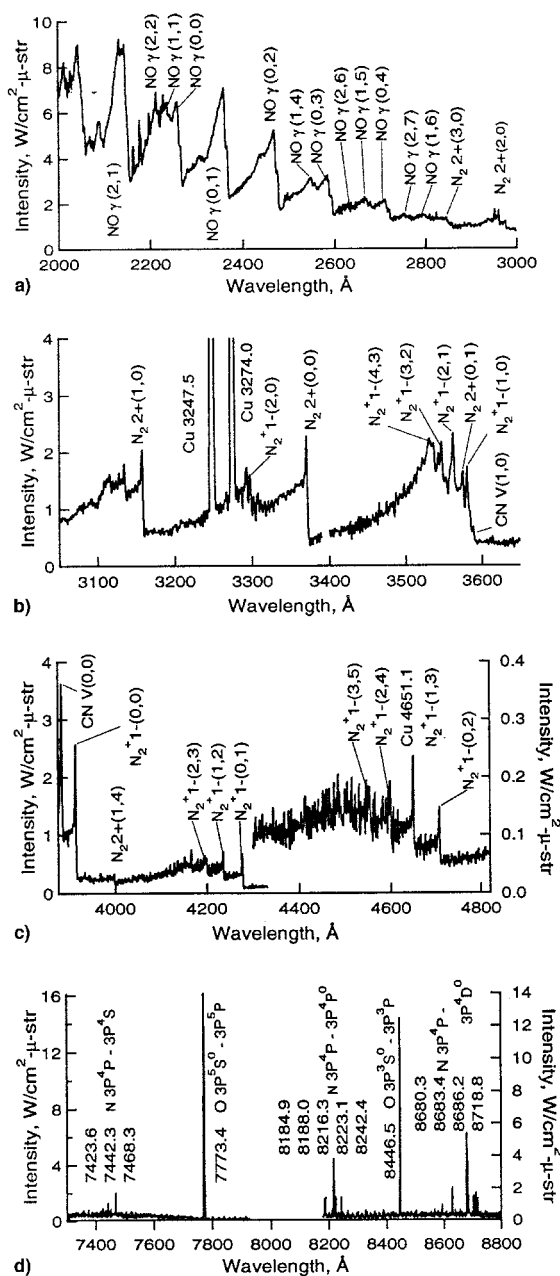 Intensity, W/cm²-μ-str
10
8
6
4
2
0
NO γ (2,1)
NO γ (2,2)
NO γ (1,1)
NO γ (0,0)
NO γ (0,1)
NO γ (0,2)
NO γ (1,4)
NO γ (0,3)
NO γ (2,6)
NO γ (1,5)
NO γ (0,4)
NO γ (2,7)
NO γ (1,6)
N₂ 2+(3,0)
N₂ 2+(2,0)
2000 2200 2400 2600 2800 3000
Wavelength, Å
a)
Intensity, W/cm²-μ-str
4
3
2
1
0
N₂ 2+(1,0)
Cu 3247.5
Cu 3274.0
N₂⁺1-(2,0)
N₂ 2+(0,0)
N₂⁺1-(4,3)
N₂⁺1-(3,2)
N₂⁺1-(2,1)
N₂ 2+(0,1)
N₂⁺1-(1,0)
CN V(1,0)
3100 3200 3300 3400 3500 3600
Wavelength, Å
b)
Intensity, W/cm²-μ-str
4
3
2
1
0
CN V(0,0)
N₂⁺1-(0,0)
N₂2+(1,4)
N₂⁺1-(2,3)
N₂⁺1-(1,2)
N₂⁺1-(0,1)
N₂⁺1-(3,5)
N₂⁺1-(2,4)
Cu 4651.1
N₂⁺1-(1,3)
N₂⁺1-(0,2)
0.4
0.3
0.2
0.1
0.0
Intensity, W/cm²-μ-str
4000 4200 4400 4600 4800
Wavelength, Å
c)
Intensity, W/cm²-μ-str
16
12
8
4
0
7423.6
7442.3 N 3P⁴P - 3P⁴S
7468.3
7773.4 O 3P⁵S⁰ - 3P⁵P
8184.9
8188.0
8216.3 N 3P⁴P - 3P⁴P⁰
8223.1
8242.4
8446.5 O 3P³S⁰ - 3P³P
8680.3
8683.4 N 3P⁴P -
3P⁴D⁰
8686.2
8718.8
14
12
10
8
6
4
2
0
Intensity, W/cm²-μ-str
7400 7600 7800 8000 8200 8400 8600 8800
Wavelength, Å
d)